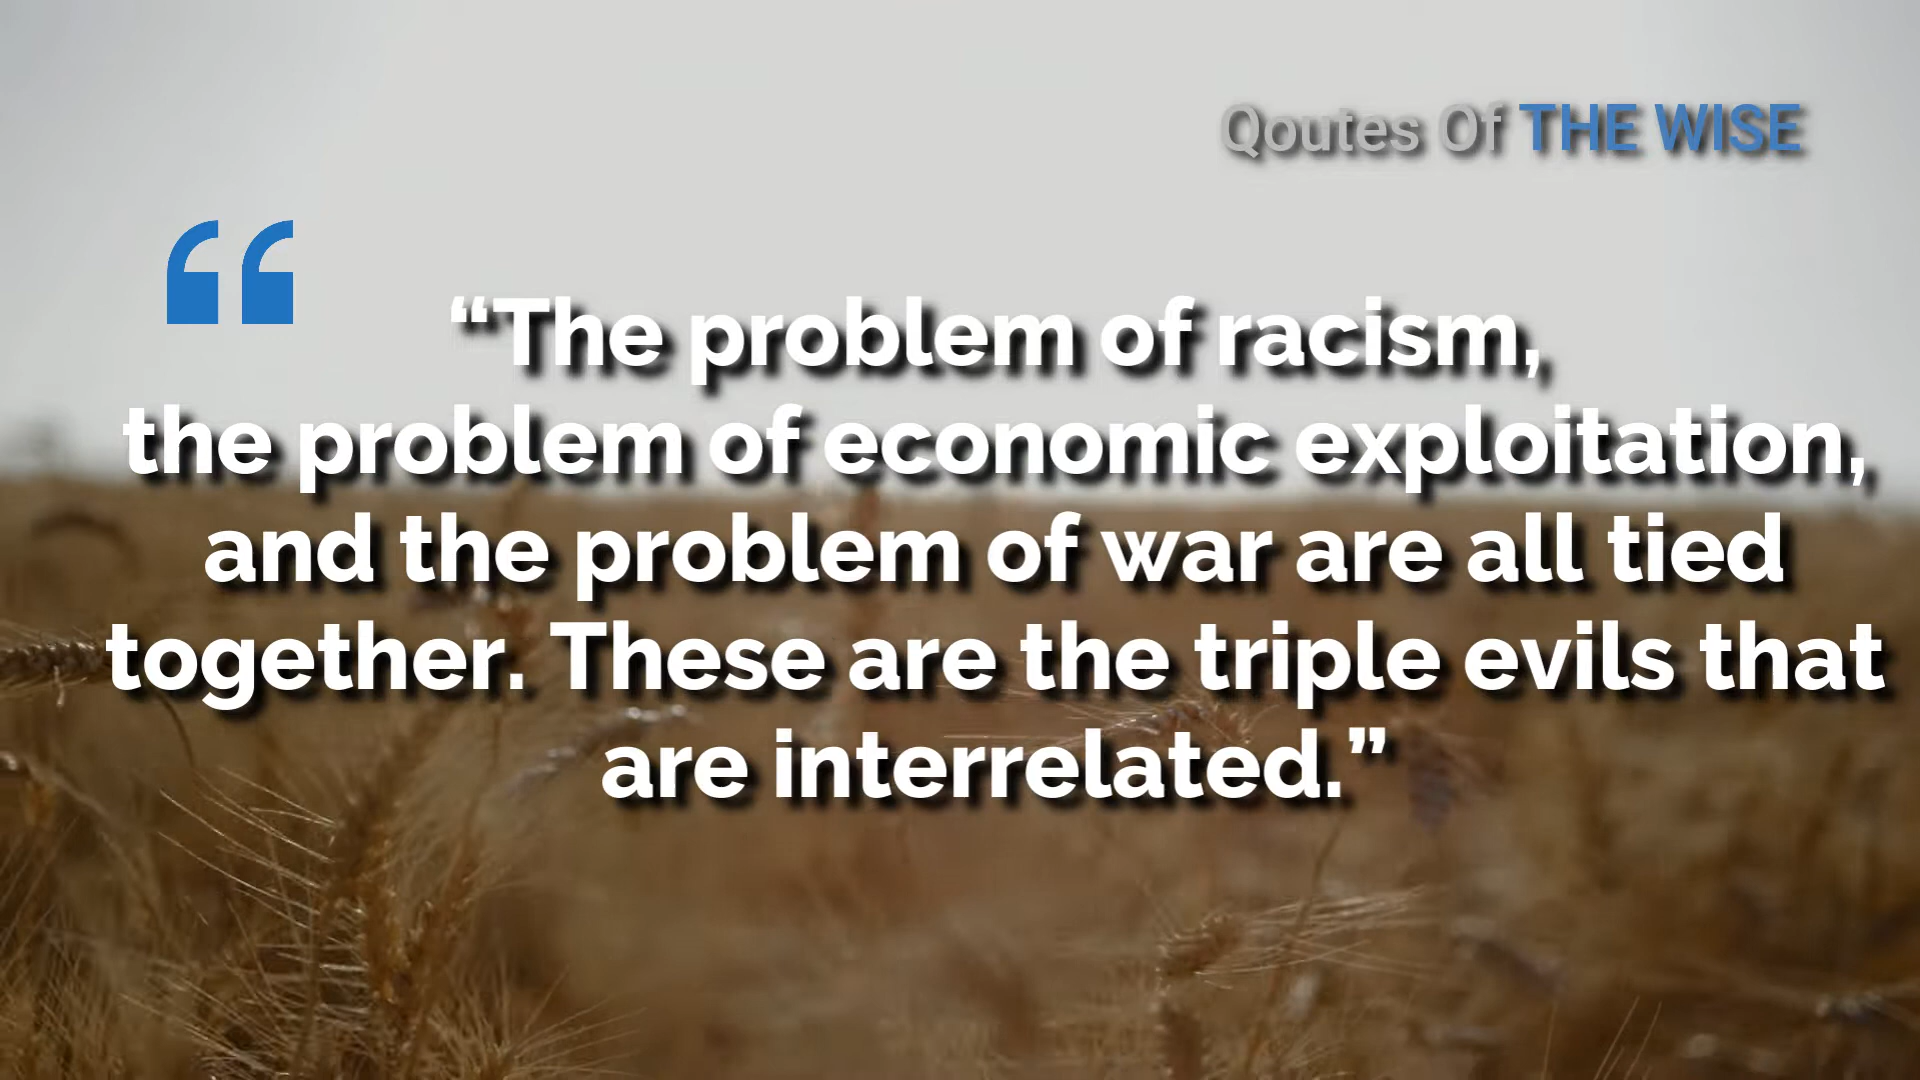 Qoutes Of THE WISE
“The problem of racism,
the problem of economic exploitation,
and the problem of war are all tied
together. These are the triple evils that
are interrelated.”